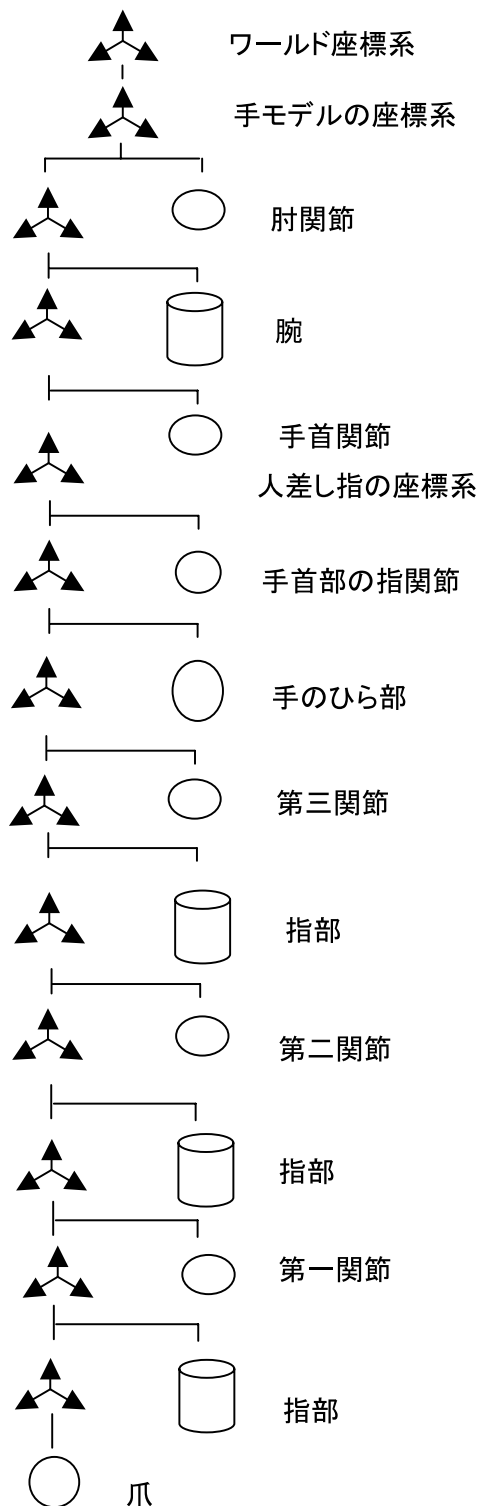 ワールド座標系
手モデルの座標系
肘関節
腕
手首関節
人差し指の座標系
手首部の指関節
手のひら部
第三関節
指部
第二関節
指部
第一関節
指部
爪